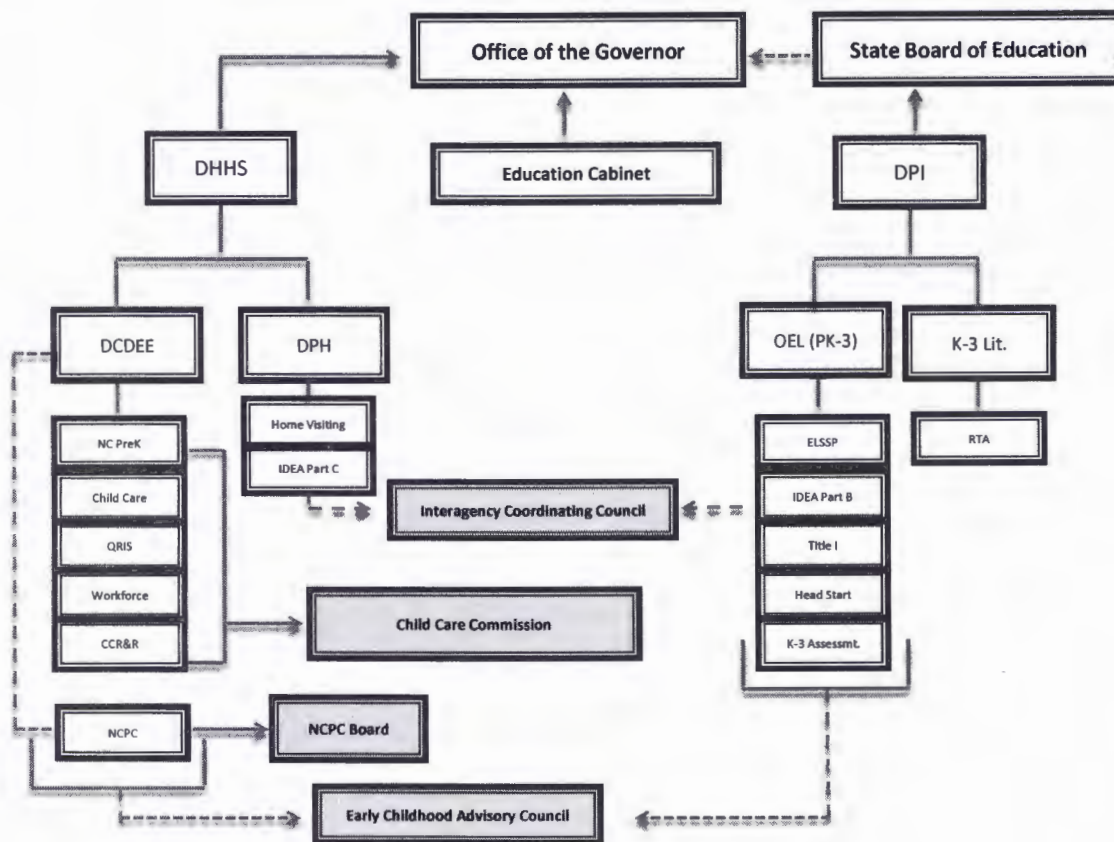 Office of the Governor
State Board of Education
DHHS
Education Cabinet
DPI
DCDEE
DPH
OEL (PK-3)
K-3 Lit.
NC PreK
Child Care
QRIS
Workforce
CCR&R
Home Visiting
IDEA Part C
ELSSP
IDEA Part B
Title I
Head Start
K-3 Assessmt.
RTA
Interagency Coordinating Council
Child Care Commission
NCPC
NCPC Board
Early Childhood Advisory Council